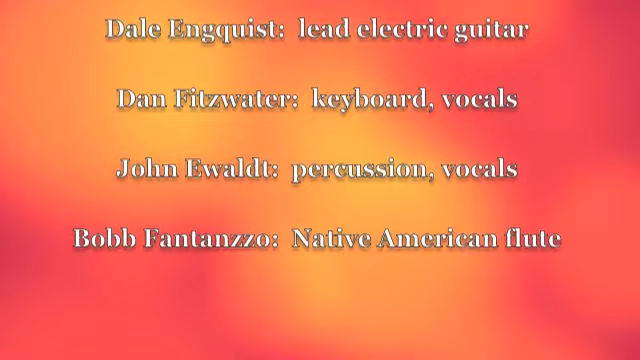 Dale Engquist:  lead electric guitar
Dan Fitzwater:  keyboard, vocals
John Ewaldt:  percussion, vocals
Bobb Fantanzzo:  Native American flute